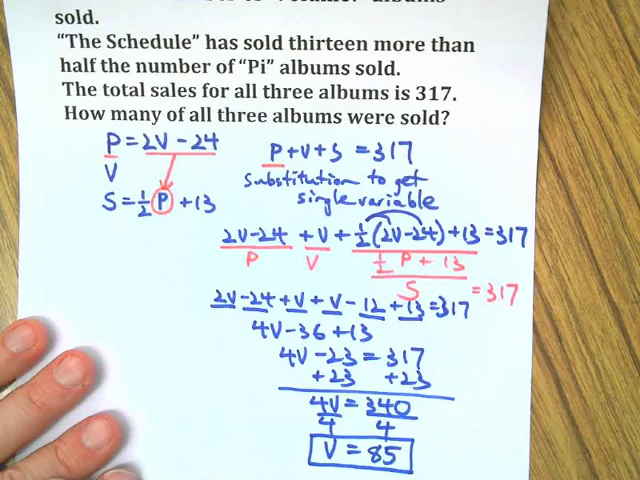 albums
sold.
"The Schedule" has sold thirteen more than
half the number of "Pi" albums sold.
The total sales for all three albums is 317.
How many of all three albums were sold?
P = 2V - 24
V
S = 1/2 P + 13
P + V + S = 317
Substitution to get
single variable
2V-24 + V + 1/2(2V-24) + 13 = 317
P V 1/2 P + 13
S = 317
2V - 24 + V + V - 12 + 13 = 317
4V - 36 + 13
4V - 23 = 317
+23 +23
4V = 340
4 4
V = 85